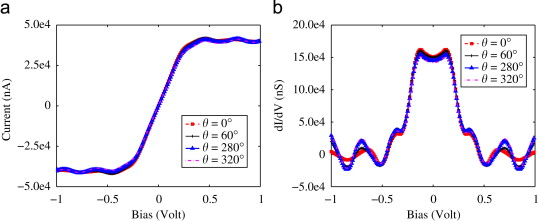 a
b
5.0e4
2.5e4
0
−2.5e4
−5.0e4
Current (nA)
−1 −0.5 0 0.5 1
Bias (Volt)
θ = 0°
θ = 60°
θ = 280°
θ = 320°
20.0e4
15.0e4
10.0e4
5.0e4
0
−5.0e4
dI/dV (nS)
−1 −0.5 0 0.5 1
Bias (Volt)
θ = 0°
θ = 60°
θ = 280°
θ = 320°